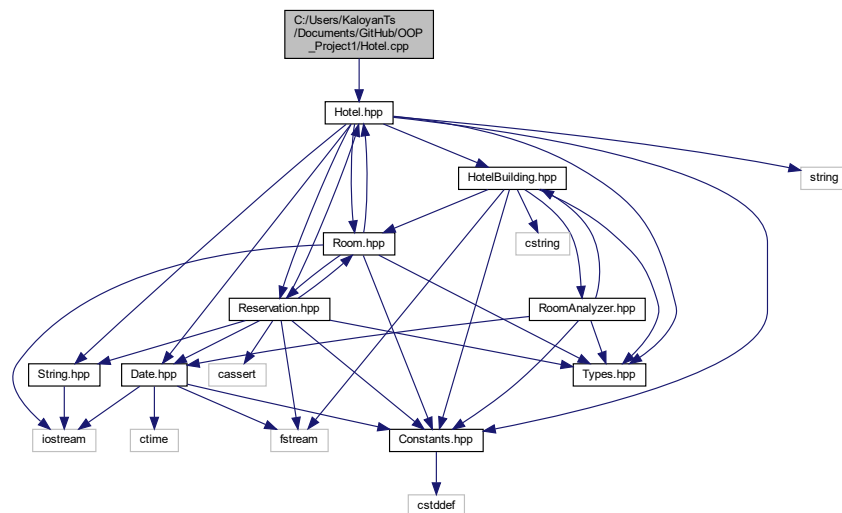 C:/Users/KaloyanTs
/Documents/GitHub/OOP
_Project1/Hotel.cpp
Hotel.hpp
HotelBuilding.hpp
string
Room.hpp
cstring
Reservation.hpp
RoomAnalyzer.hpp
String.hpp
Date.hpp
cassert
Types.hpp
iostream
ctime
fstream
Constants.hpp
cstddef